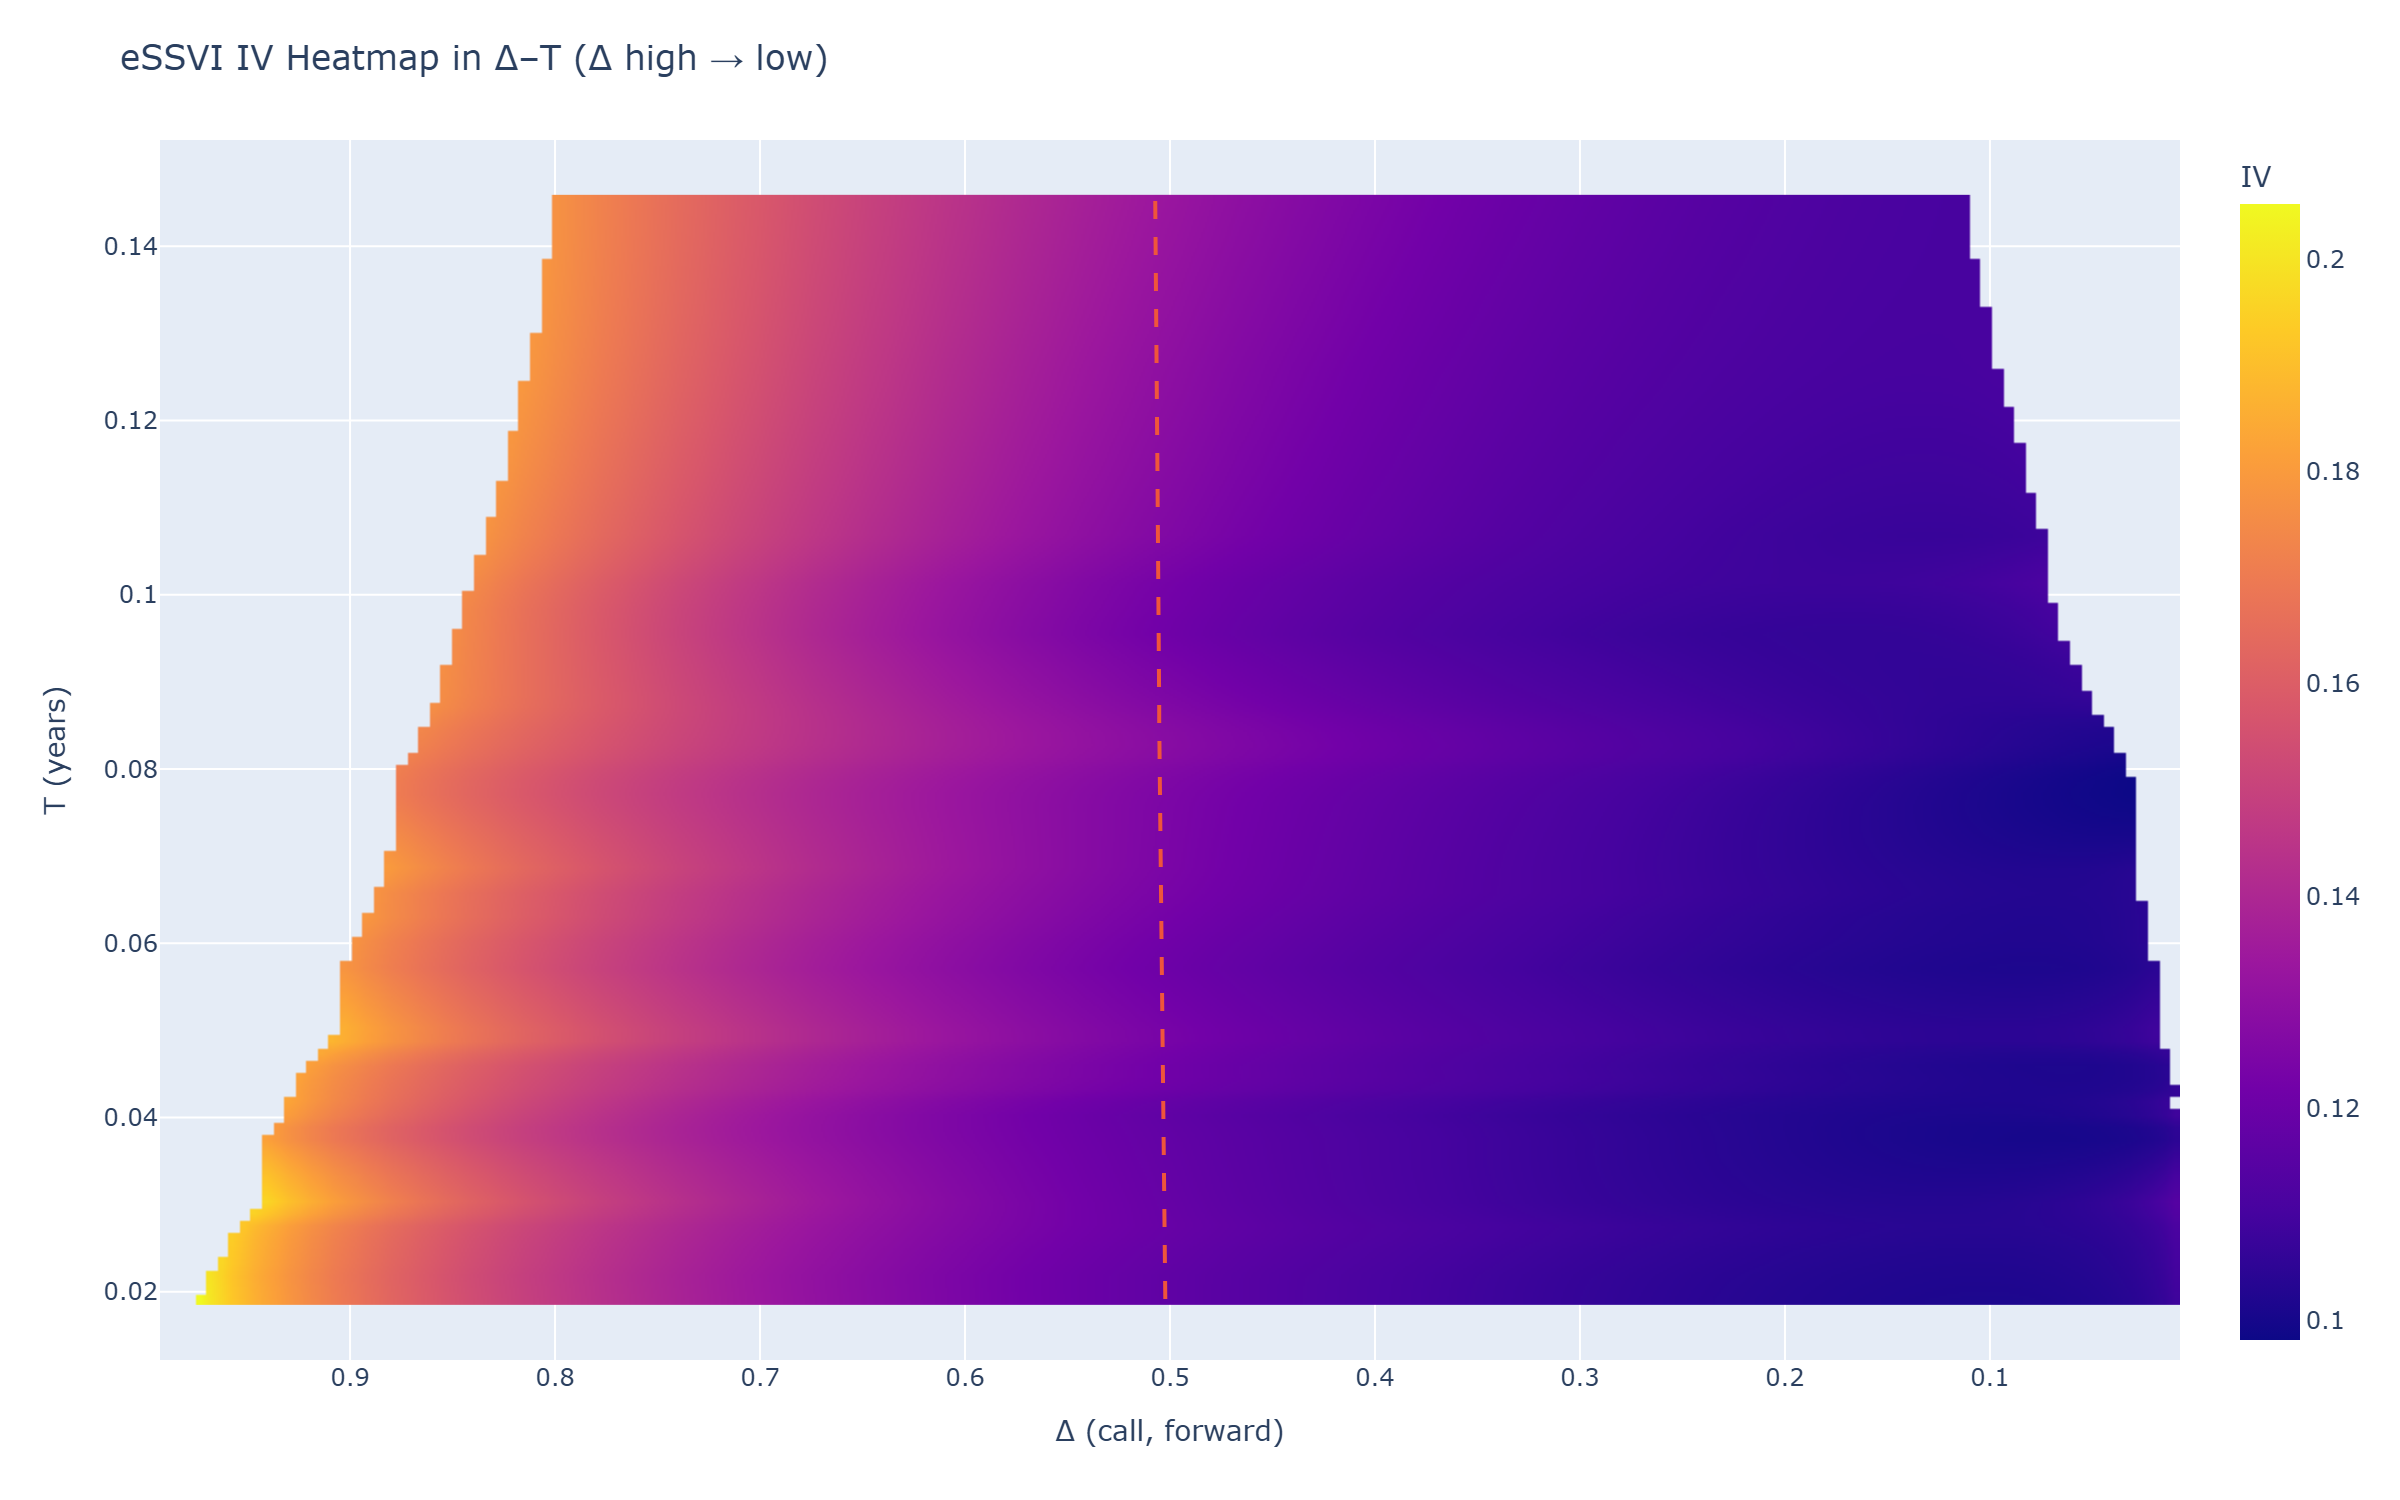 eSSVI IV Heatmap in Δ–T (Δ high → low)
IV
0.2
0.18
0.16
0.14
0.12
0.1
T (years)
0.14
0.12
0.1
0.08
0.06
0.04
0.02
0.9 0.8 0.7 0.6 0.5 0.4 0.3 0.2 0.1
Δ (call, forward)